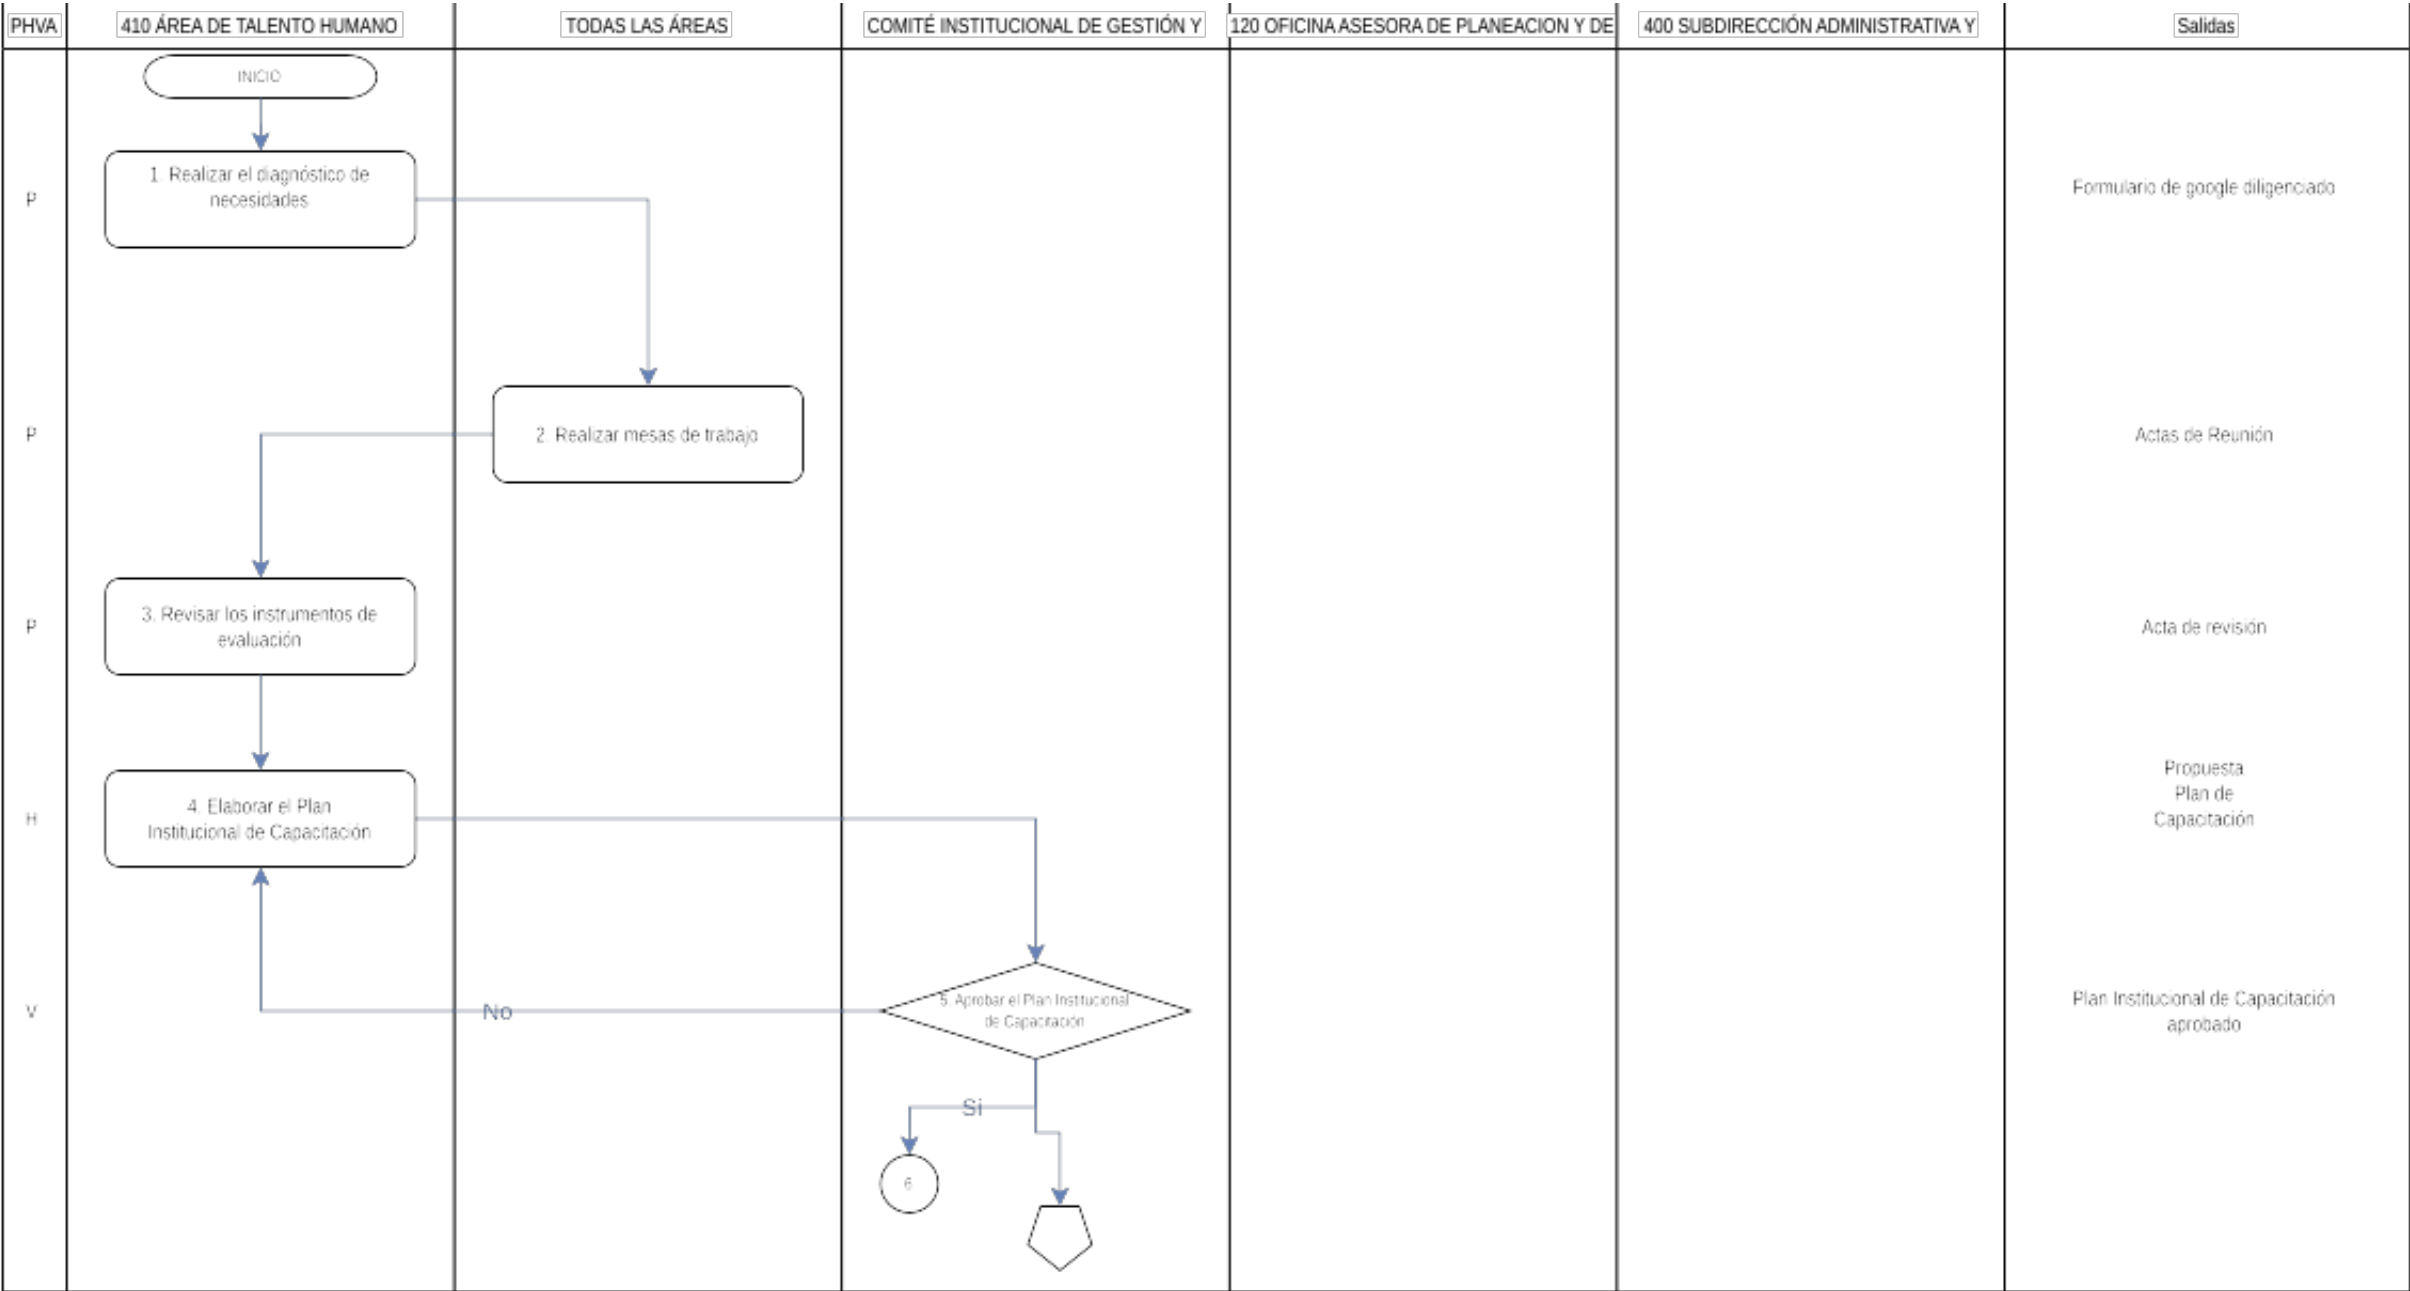 PHVA
410 ÁREA DE TALENTO HUMANO
TODAS LAS ÁREAS
COMITÉ INSTITUCIONAL DE GESTIÓN Y
120 OFICINA ASESORA DE PLANEACION Y DE
400 SUBDIRECCIÓN ADMINISTRATIVA Y
Salidas
INICIO
P
1. Realizar el diagnóstico de
necesidades
Formulario de google diligenciado
P
2. Realizar mesas de trabajo
Actas de Reunión
P
3. Revisar los instrumentos de
evaluación
Acta de revisión
H
4. Elaborar el Plan
Institucional de Capacitación
Propuesta
Plan de
Capacitación
V
No
5. Aprobar el Plan Institucional
de Capacitación
Plan Institucional de Capacitación
aprobado
Si
6